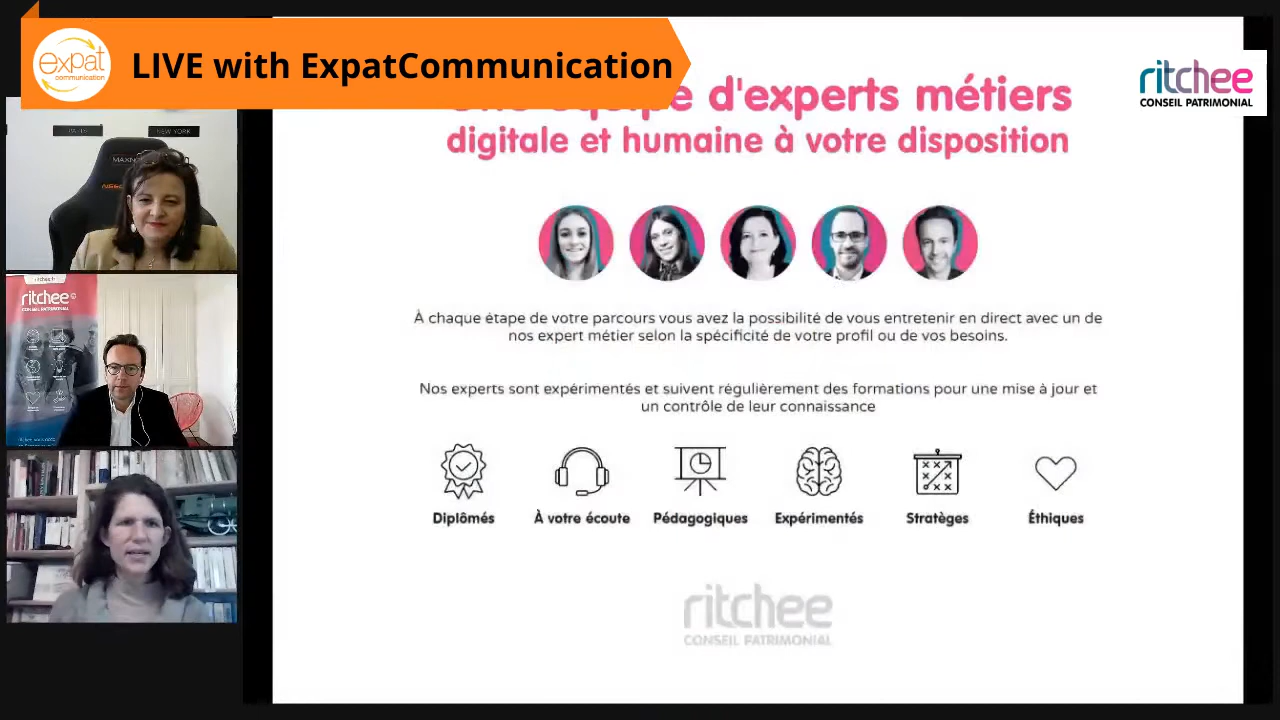 expat
communication
LIVE with ExpatCommunication
ritchee
CONSEIL PATRIMONIAL
d'experts métiers
digitale et humaine à votre disposition
NEW YORK
ritchee.fr
ritchee
CONSEIL PATRIMONIAL
À chaque étape de votre parcours vous avez la possibilité de vous entretenir en direct avec un de
nos expert métier selon la spécificité de votre profil ou de vos besoins.
Nos experts sont expérimentés et suivent régulièrement des formations pour une mise à jour et
un contrôle de leur connaissance
Diplômés
À votre écoute
Pédagogiques
Expérimentés
Stratèges
Éthiques
ritchee
CONSEIL PATRIMONIAL